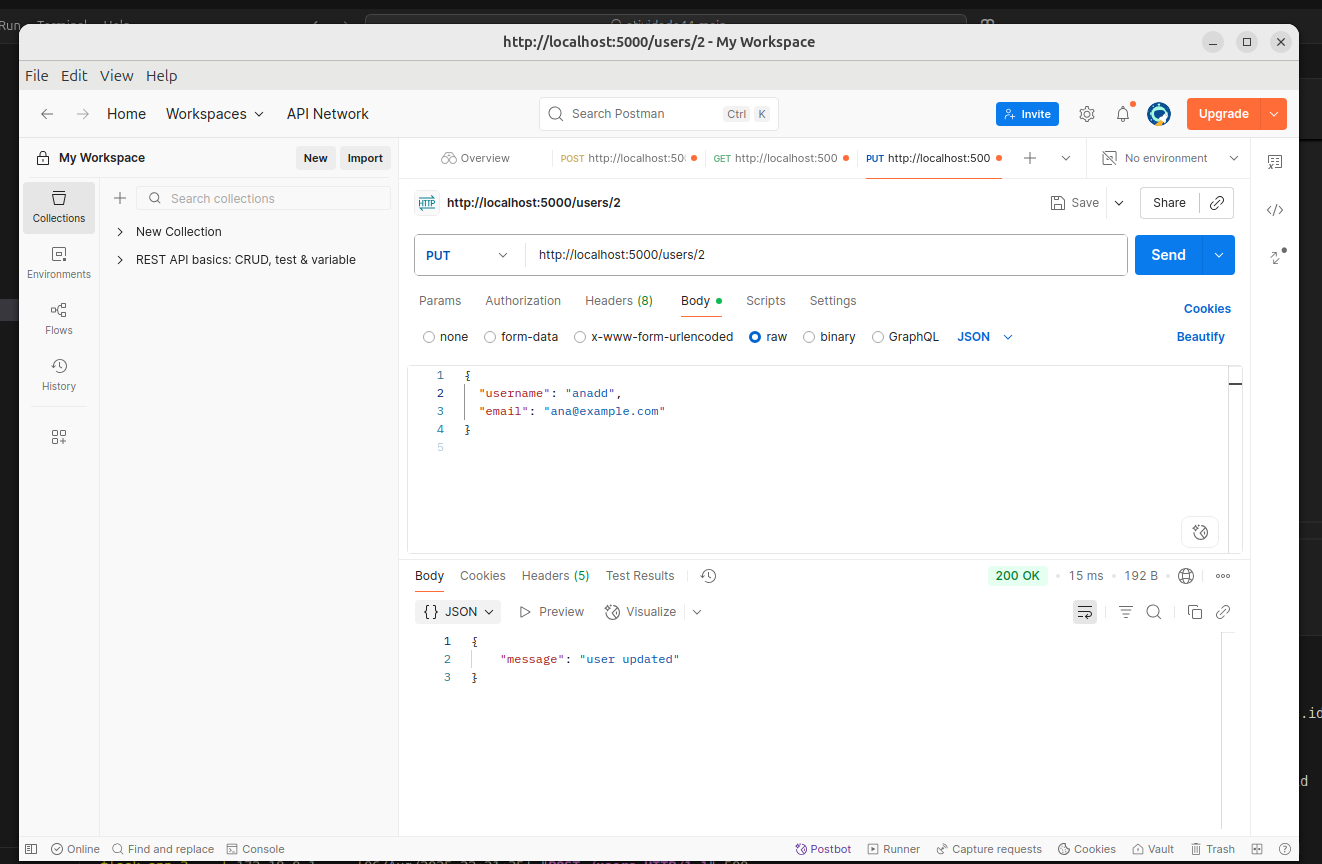 Run Terminal Help
http://localhost:5000/users/2 - My Workspace
File Edit View Help
Home Workspaces API Network Search Postman Ctrl K Invite Upgrade
My Workspace New Import
Overview POST http://localhost:50 GET http://localhost:500 PUT http://localhost:500 No environment
Collections
Search collections
New Collection
REST API basics: CRUD, test & variable
Environments
Flows
History
HTTP http://localhost:5000/users/2 Save Share
PUT http://localhost:5000/users/2 Send
Params Authorization Headers (8) Body Scripts Settings Cookies
none form-data x-www-form-urlencoded raw binary GraphQL JSON Beautify
1 {
2 "username": "anadd",
3 "email": "ana@example.com"
4 }
5
Body Cookies Headers (5) Test Results 200 OK 15 ms 192 B
{} JSON Preview Visualize
1 {
2 "message": "user updated"
3 }
.id
d
Online Find and replace Console Postbot Runner Capture requests Cookies Vault Trash